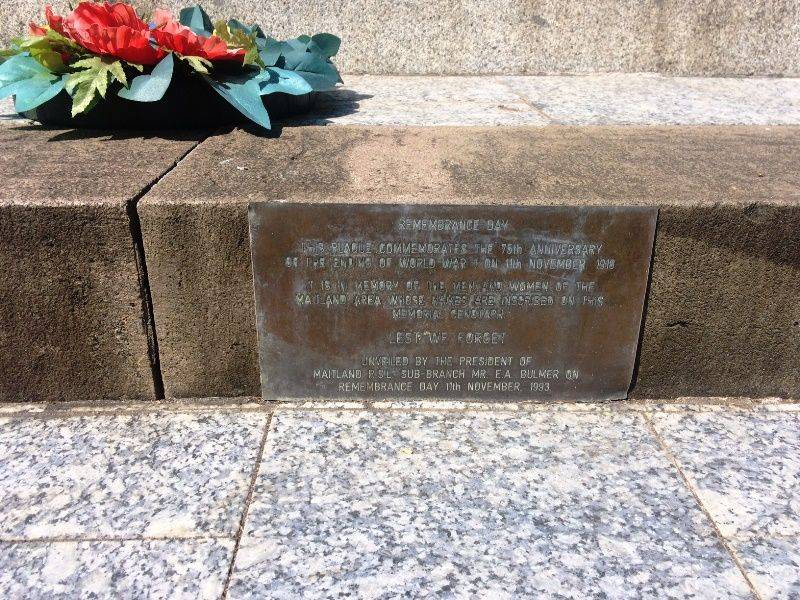 REMEMBRANCE DAY
THIS PLAQUE COMMEMORATES THE 75th ANNIVERSARY
OF THE ENDING OF WORLD WAR I ON 11th NOVEMBER 1918
IT IS IN MEMORY OF THE MEN AND WOMEN OF THE
MAITLAND AREA WHOSE NAMES ARE INSCRIBED ON THIS
MEMORIAL CENOTAPH
LEST WE FORGET
UNVEILED BY THE PRESIDENT OF
MAITLAND R.S.L. SUB-BRANCH MR. E.A. BULMER ON
REMEMBRANCE DAY 11th NOVEMBER, 1993.